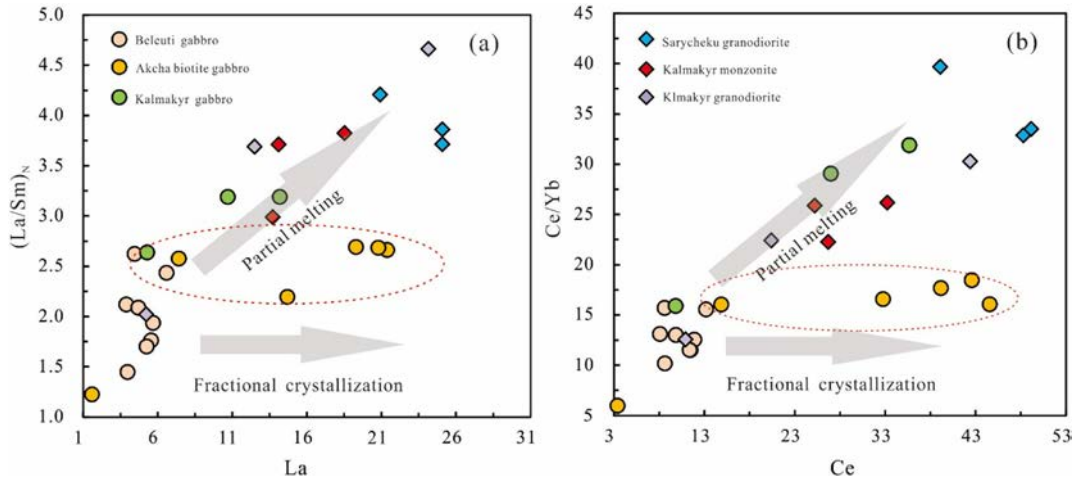 (a)
Beleuti gabbro
Akcha biotite gabbro
Kalmakyr gabbro
5.0
4.5
4.0
3.5
3.0
2.5
2.0
1.5
1.0
(La/Sm)N
Partial melting
Fractional crystallization
1
6
11
16
21
26
31
La
(b)
Sarycheku granodiorite
Kalmakyr monzonite
Klmakyr granodiorite
45
40
35
30
25
20
15
10
5
Ce/Yb
Partial melting
Fractional crystallization
3
13
23
33
43
53
Ce